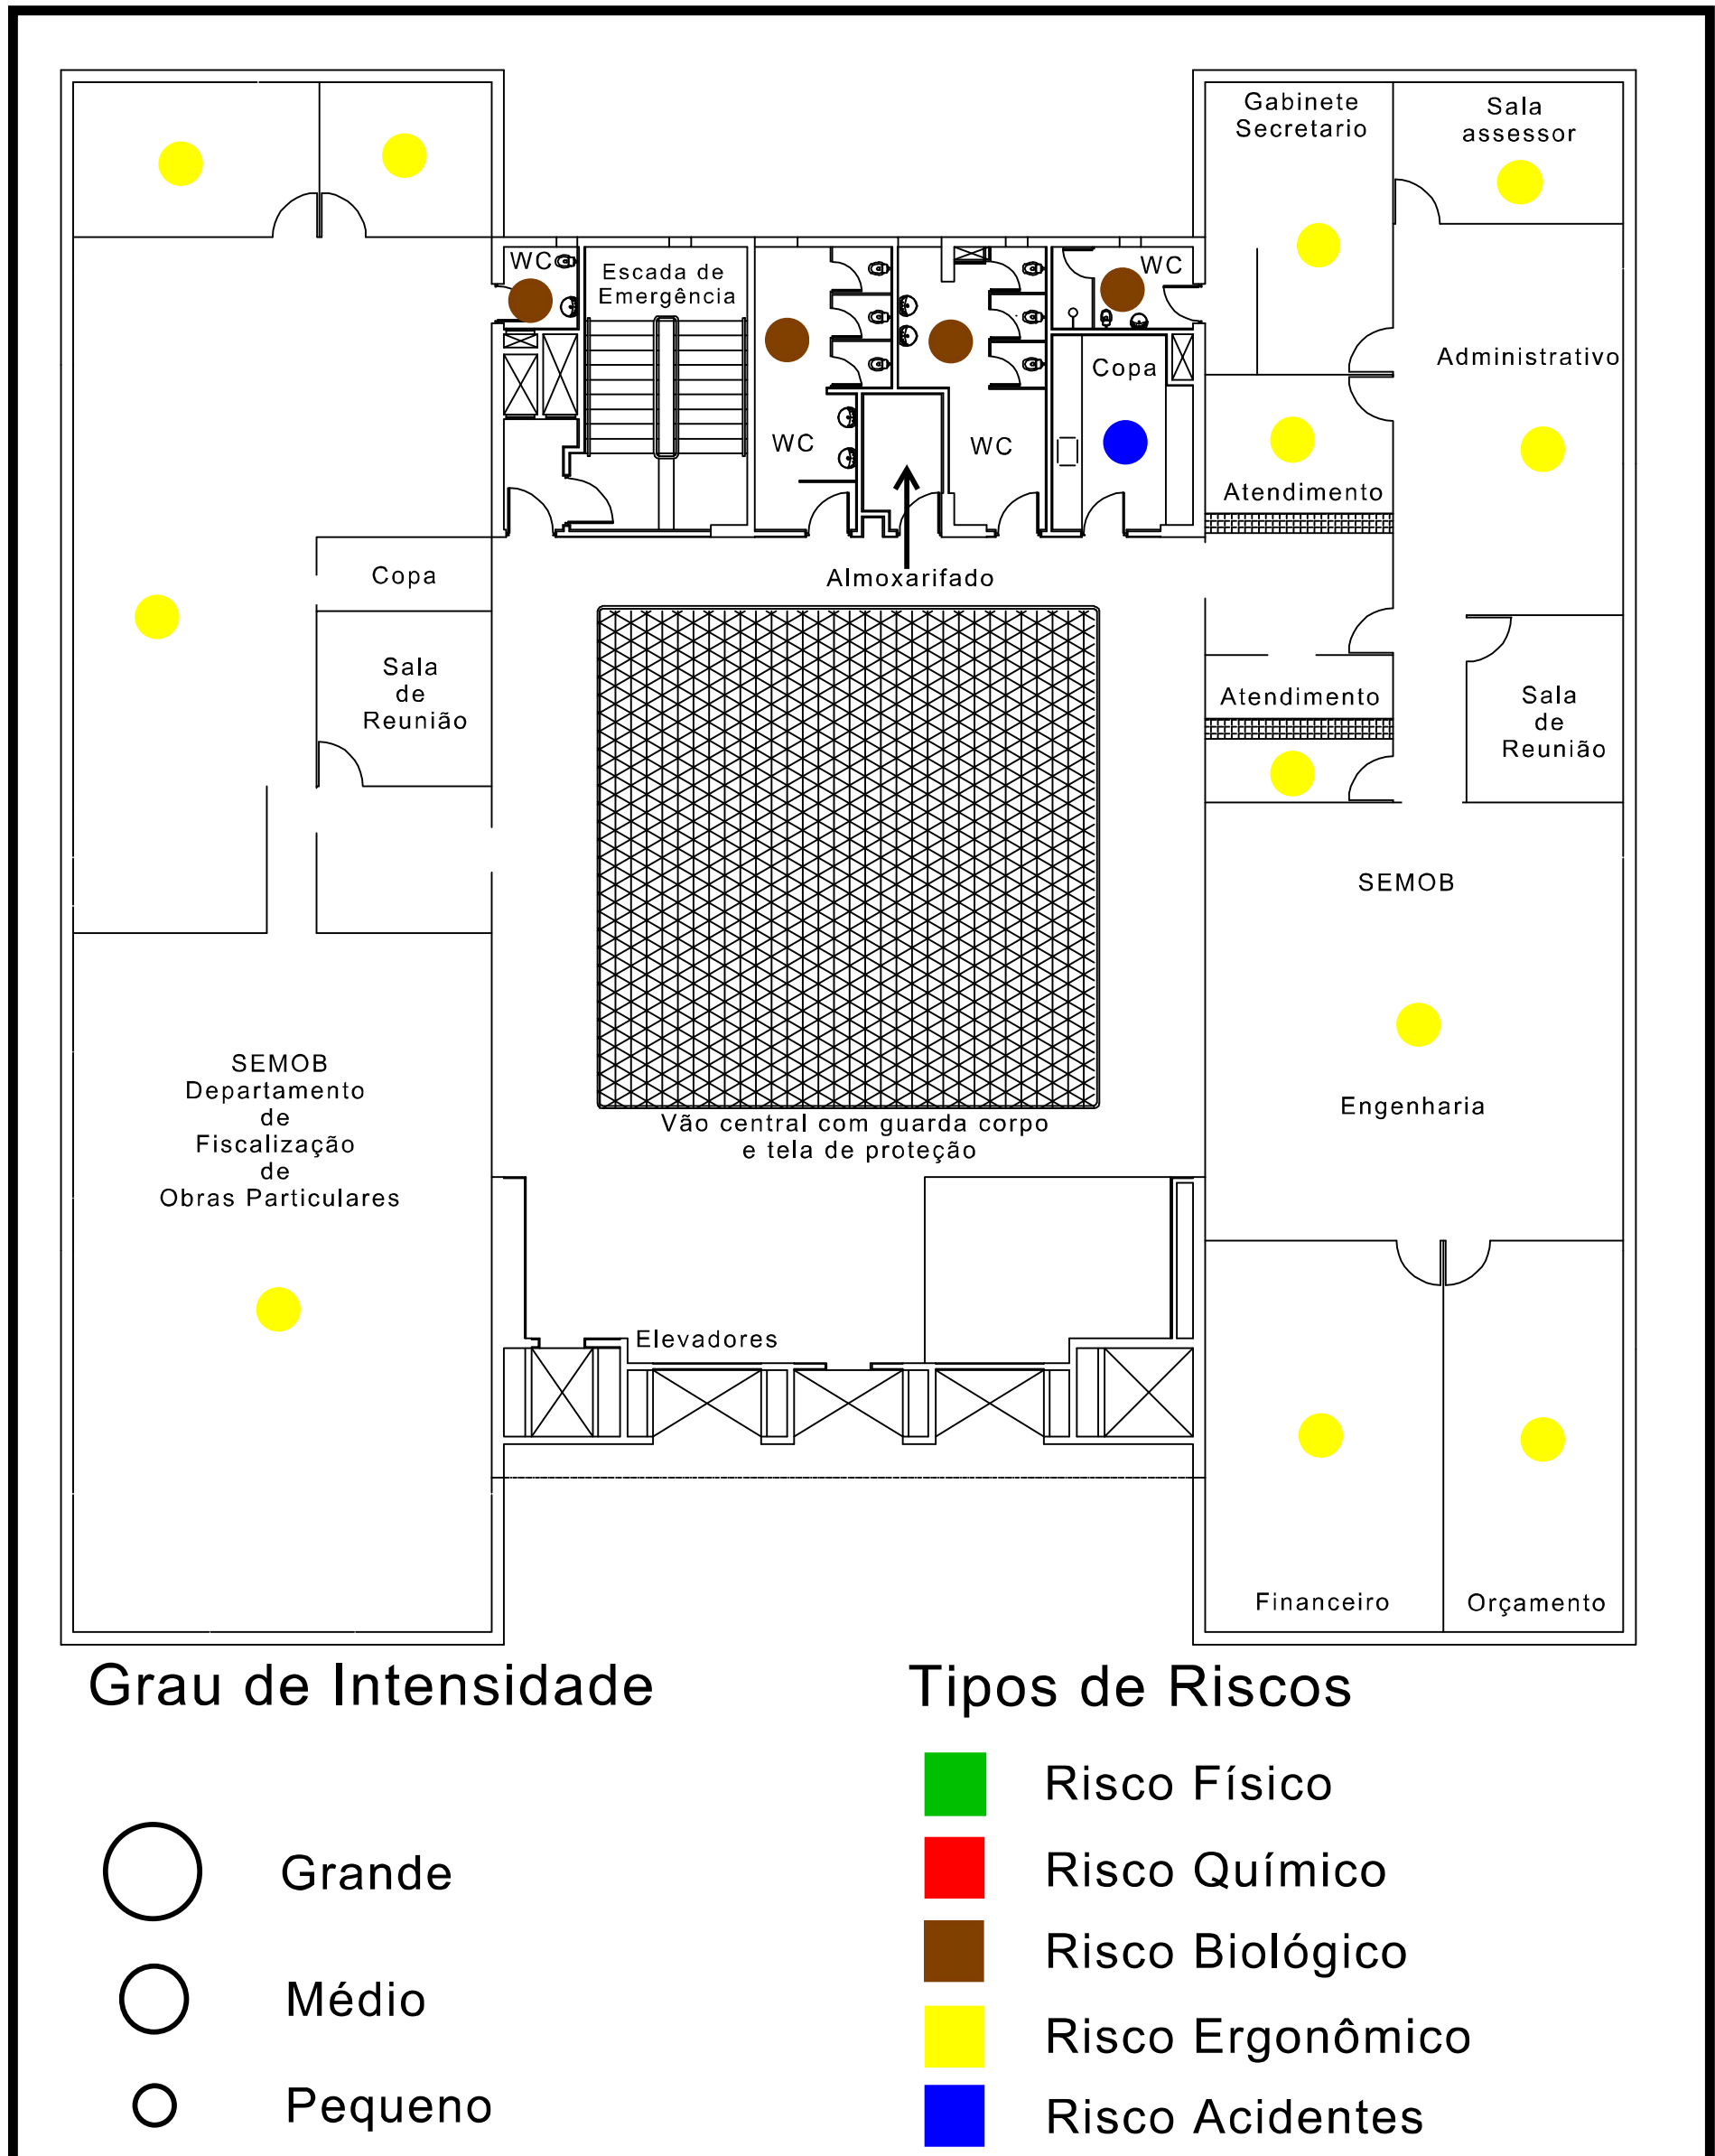 Gabinete
Secretario
Sala
assessor
WC
Escada de
Emergência
WC
Copa
Administrativo
WC
WC
Atendimento
Copa
Almoxarifado
Sala
de
Reunião
Atendimento
Sala
de
Reunião
SEMOB
SEMOB
Departamento
de
Fiscalização
de
Obras Particulares
Engenharia
Vão central com guarda corpo
e tela de proteção
Elevadores
Financeiro
Orçamento
Grau de Intensidade
Grande
Médio
Pequeno
Tipos de Riscos
Risco Físico
Risco Químico
Risco Biológico
Risco Ergonômico
Risco Acidentes